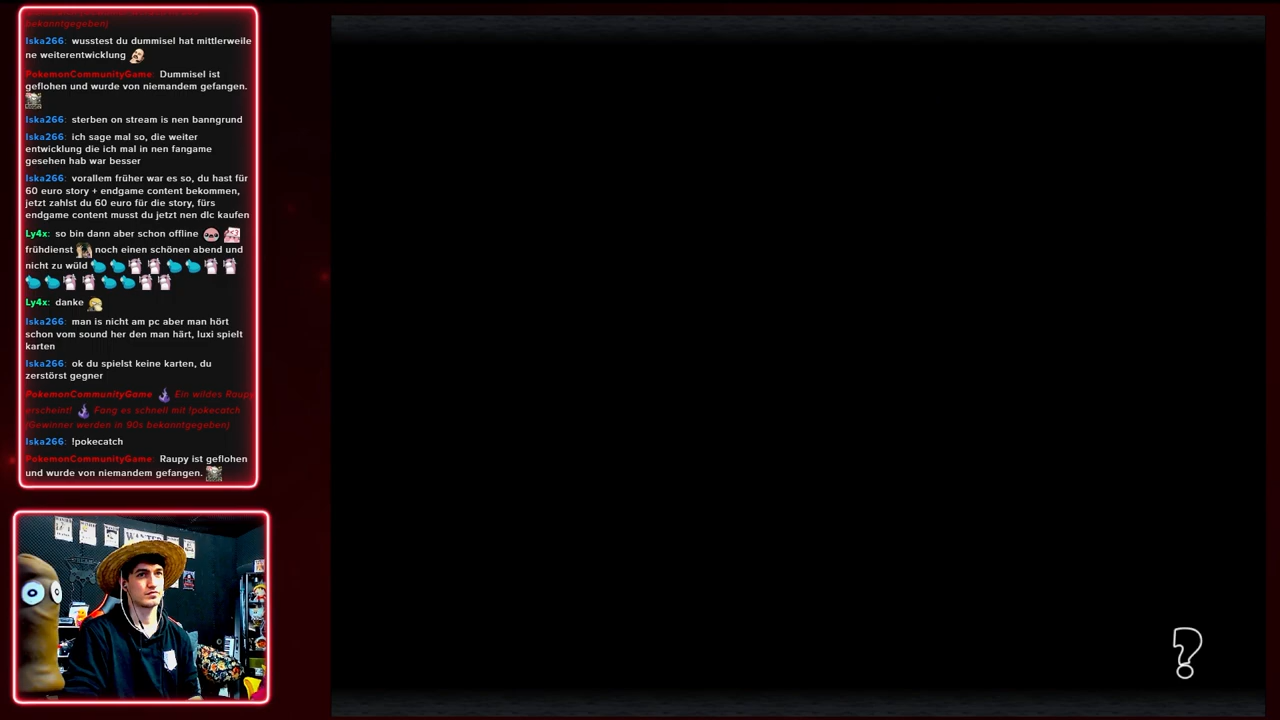 bekanntgegeben)
Iska266: wusstest du dummisel hat mittlerweile
ne weiterentwicklung
PokemonCommunityGame: Dummisel ist
geflohen und wurde von niemandem gefangen.
Iska266: sterben on stream is nen banngrund
Iska266: ich sage mal so, die weiter
entwicklung die ich mal in nen fangame
gesehen hab war besser
Iska266: vorallem früher war es so, du hast für
60 euro story + endgame content bekommen,
jetzt zahlst du 60 euro für die story, fürs
endgame content musst du jetzt nen dlc kaufen
Ly4x: so bin dann aber schon offline
frühdienst noch einen schönen abend und
nicht zu wüld
Ly4x: danke
Iska266: man is nicht am pc aber man hört
schon vom sound her den man härt, luxi spielt
karten
Iska266: ok du spielst keine karten, du
zerstörst gegner
PokemonCommunityGame Ein wildes Raupy
erscheint! Fang es schnell mit !pokecatch
(Gewinner werden in 90s bekanntgegeben)
Iska266: !pokecatch
PokemonCommunityGame: Raupy ist geflohen
und wurde von niemandem gefangen.
WANTED
?